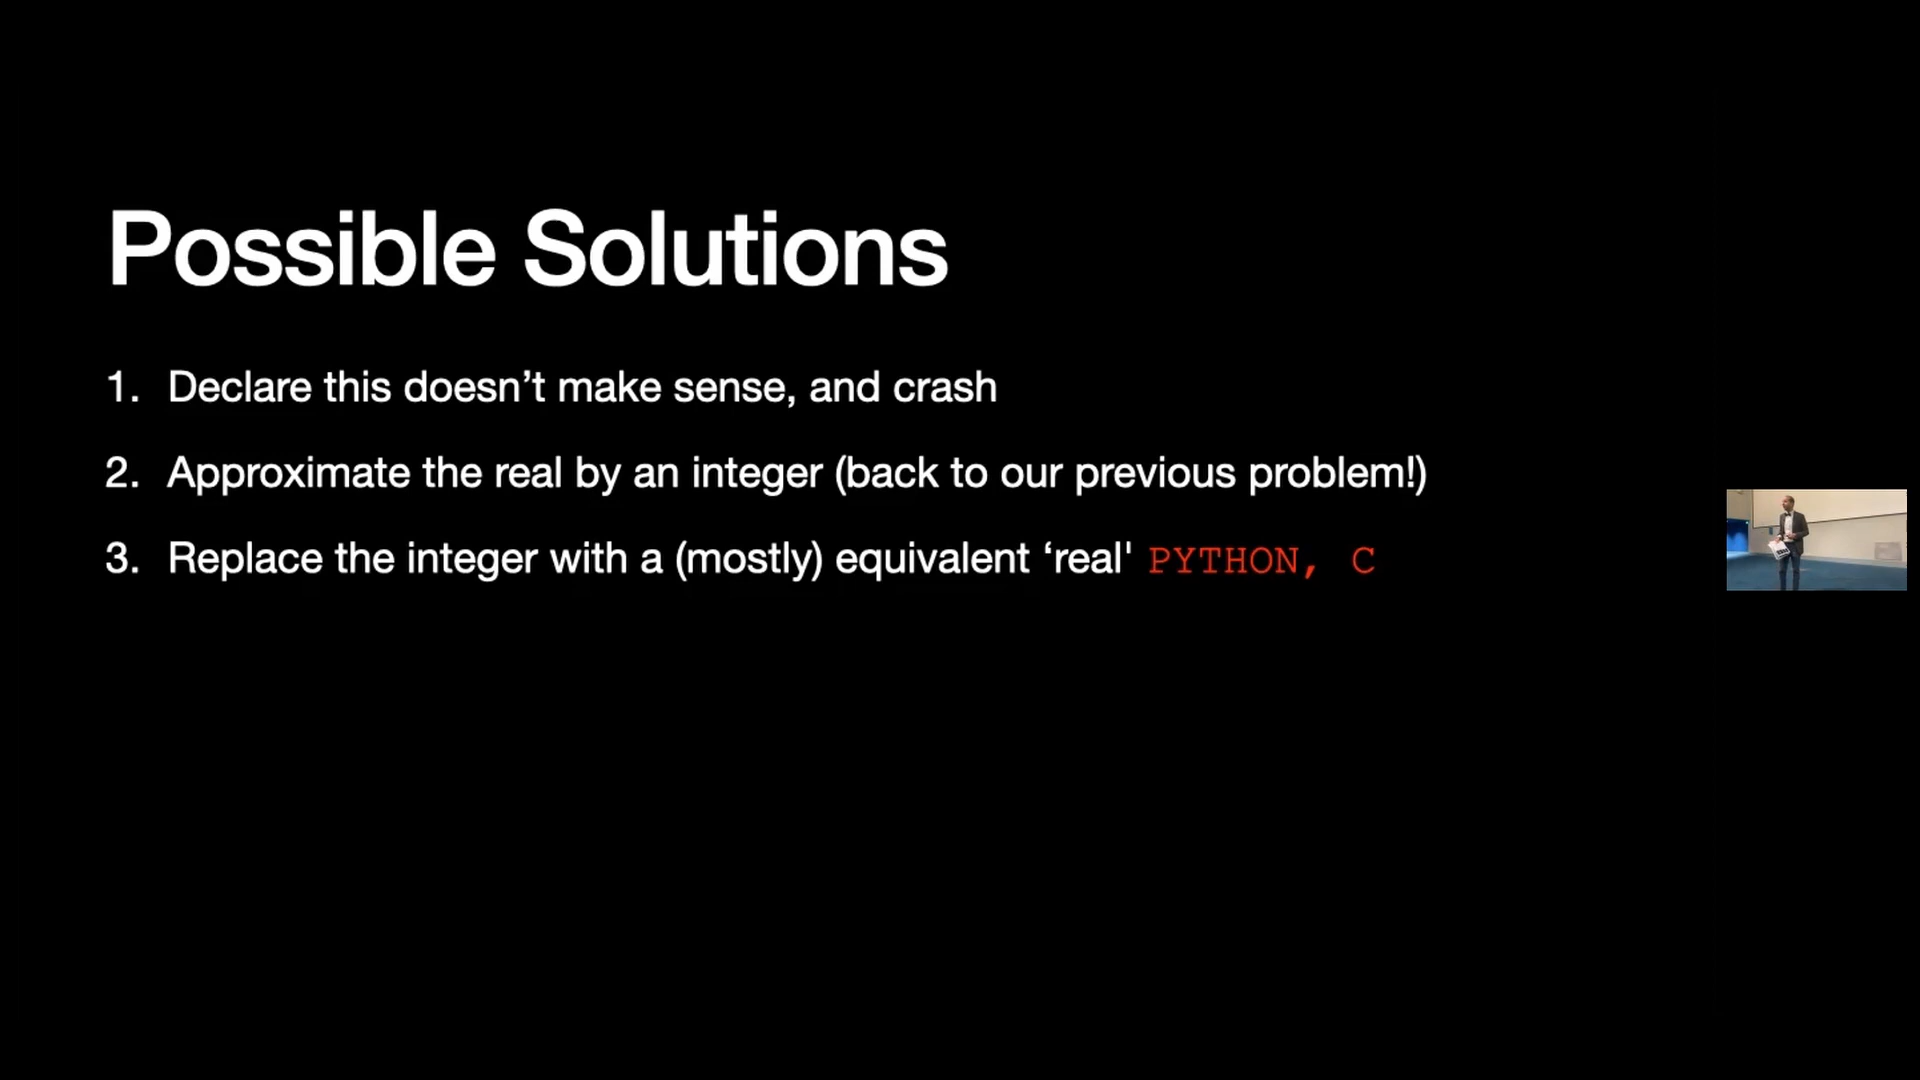 Possible Solutions
1. Declare this doesn’t make sense, and crash
2. Approximate the real by an integer (back to our previous problem!)
3. Replace the integer with a (mostly) equivalent ‘real' PYTHON, C